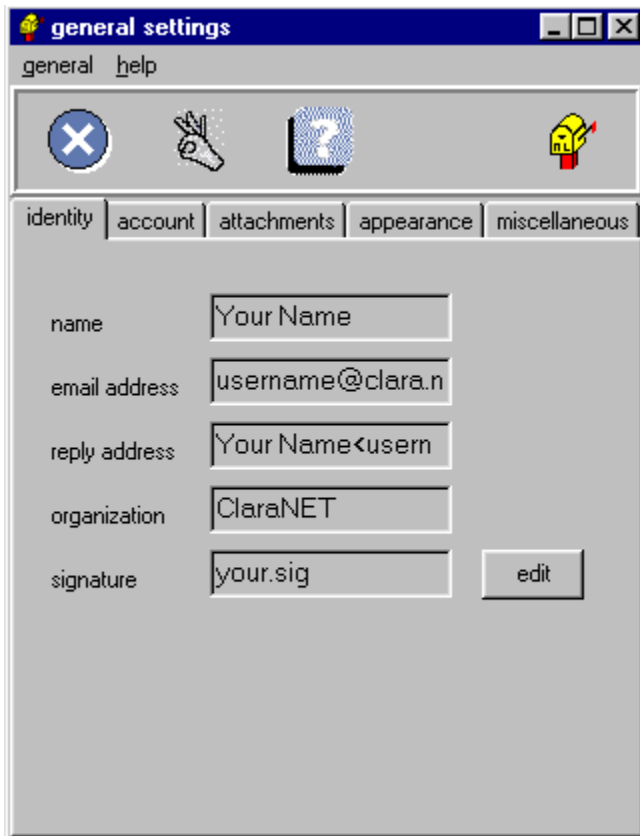 general settings
general help
?
nL
identity account attachments appearance miscellaneous
name Your Name
email address username@clara.n
reply address Your Name<usern
organization ClaraNET
signature your.sig edit